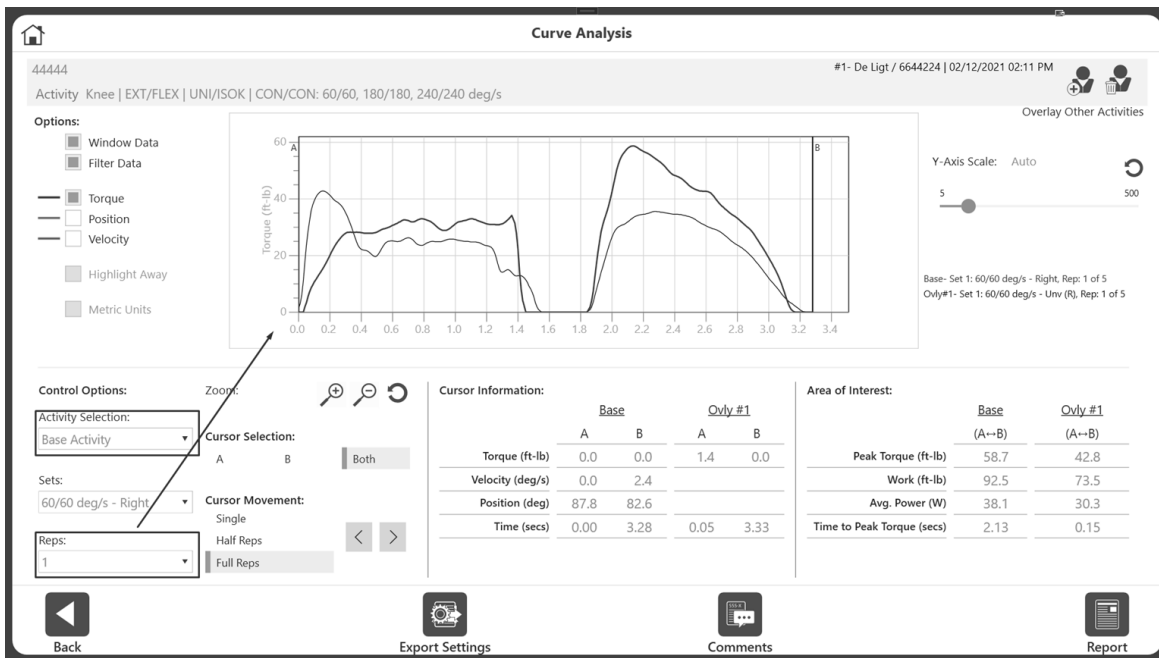 Curve Analysis
44444
#1- De Ligt / 6644224 | 02/12/2021 02:11 PM
Activity Knee | EXT/FLEX | UNI/ISOK | CON/CON: 60/60, 180/180, 240/240 deg/s
Overlay Other Activities
Options:
Window Data
Filter Data
Torque
Position
Velocity
Highlight Away
Metric Units
Torque (ft-lb)
60
40
20
0
A
B
0.0 0.2 0.4 0.6 0.8 1.0 1.2 1.4 1.6 1.8 2.0 2.2 2.4 2.6 2.8 3.0 3.2 3.4
Y-Axis Scale: Auto
5 500
Base- Set 1: 60/60 deg/s - Right, Rep: 1 of 5
Ovly#1- Set 1: 60/60 deg/s - Unv (R), Rep: 1 of 5
Control Options:
Activity Selection:
Base Activity
Sets:
60/60 deg/s - Right
Reps:
1
Zoom:
Cursor Selection:
A B Both
Cursor Movement:
Single
Half Reps
Full Reps
Cursor Information:
Base Ovly #1
A B A B
Torque (ft-lb) 0.0 0.0 1.4 0.0
Velocity (deg/s) 0.0 2.4
Position (deg) 87.8 82.6
Time (secs) 0.00 3.28 0.05 3.33
Area of Interest:
Base Ovly #1
(A↔B) (A↔B)
Peak Torque (ft-lb) 58.7 42.8
Work (ft-lb) 92.5 73.5
Avg. Power (W) 38.1 30.3
Time to Peak Torque (secs) 2.13 0.15
Back
Export Settings
Comments
Report